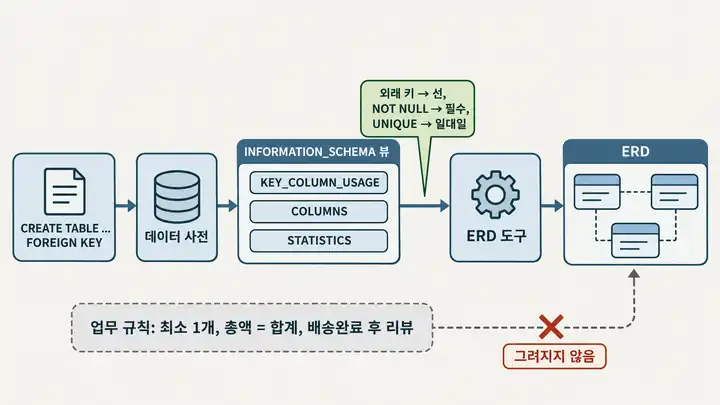 외래 키 → 선,
NOT NULL → 필수,
UNIQUE → 일대일
CREATE TABLE ...
FOREIGN KEY
데이터 사전
INFORMATION_SCHEMA 뷰
KEY_COLUMN_USAGE
COLUMNS
STATISTICS
ERD 도구
ERD
업무 규칙: 최소 1개, 총액 = 합계, 배송완료 후 리뷰
그려지지 않음